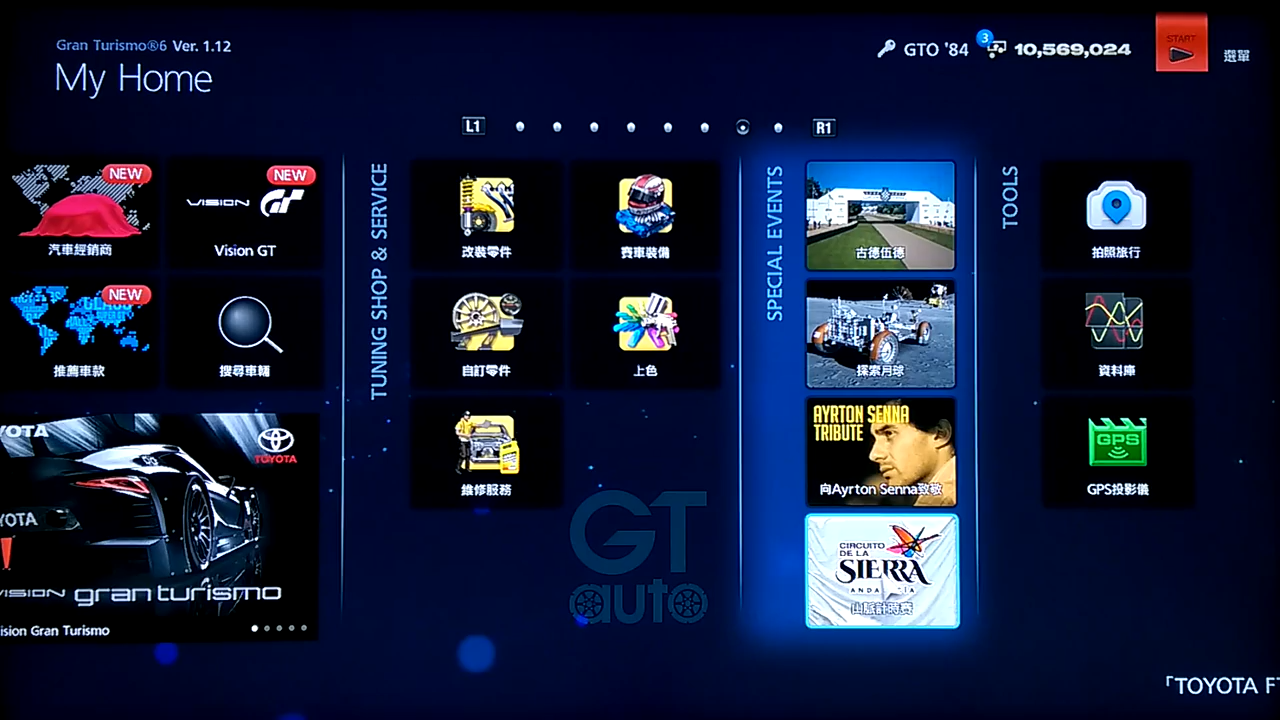 Gran Turismo®6 Ver. 1.12
My Home
GTO '84
3
10,569,024
START
選單
L1
R1
NEW
汽車經銷商
NEW
VISION GT
Vision GT
NEW
推薦車款
搜尋車輛
TOYOTA
VISION gran turismo
ision Gran Turismo
TUNING SHOP & SERVICE
改裝零件
賽車裝備
自訂零件
上色
維修服務
GT
auto
SPECIAL EVENTS
古德伍德
探索月球
AYRTON SENNA
TRIBUTE
向Ayrton Senna致敬
CIRCUITO
DE LA
SIERRA
山脈計時賽
TOOLS
拍照旅行
資料庫
GPS
GPS投影儀
「TOYOTA FT